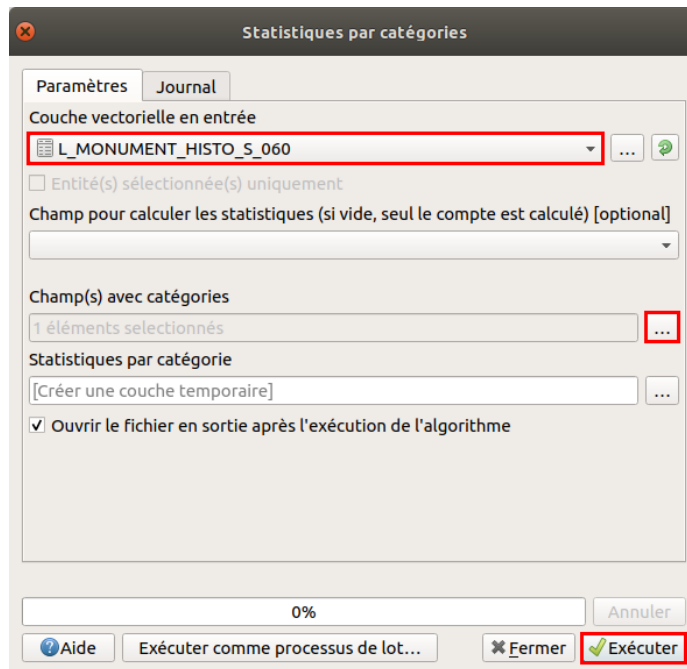 Statistiques par catégories
Paramètres Journal
Couche vectorielle en entrée
L_MONUMENT_HISTO_S_060 ...
Entité(s) sélectionnée(s) uniquement
Champ pour calculer les statistiques (si vide, seul le compte est calculé) [optional]
Champ(s) avec catégories
1 éléments selectionnés ...
Statistiques par catégorie
[Créer une couche temporaire] ...
Ouvrir le fichier en sortie après l'exécution de l'algorithme
0% Annuler
Aide Exécuter comme processus de lot... Fermer Exécuter